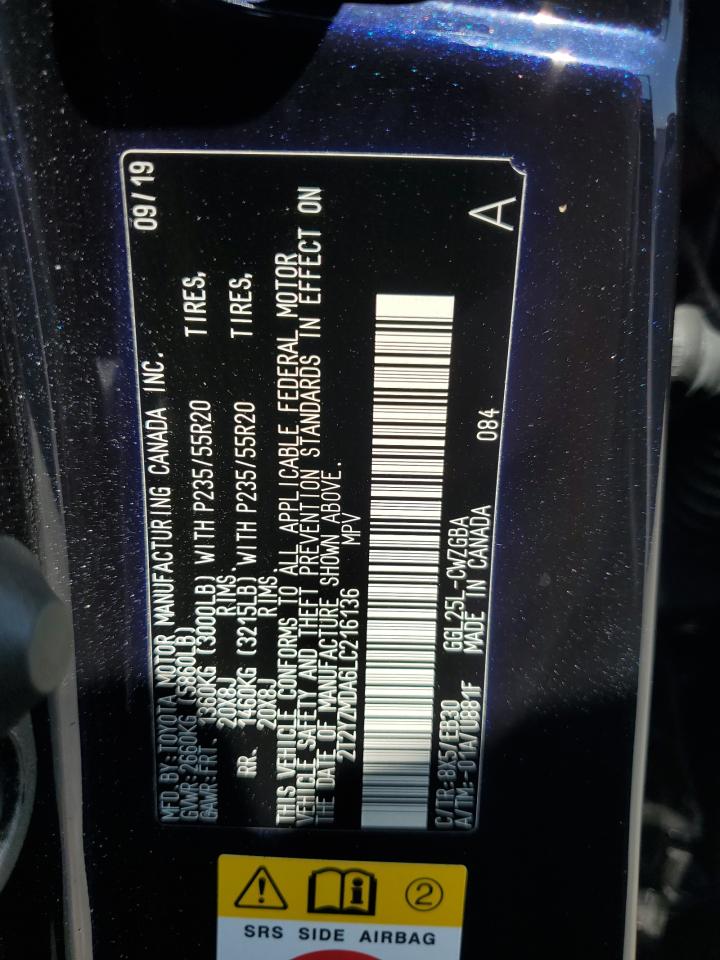 MFD. BY: TOYOTA MOTOR MANUFACTURING CANADA INC. 09/19
GVWR: 2660KG (5860LB)
GAWR: FRT. 1360KG (3000LB) WITH P235/55R20 TIRES,
20X8J RIMS.
RR. 1460KG (3215LB) WITH P235/55R20 TIRES,
20X8J RIMS.
THIS VEHICLE CONFORMS TO ALL APPLICABLE FEDERAL MOTOR
VEHICLE SAFETY AND THEFT PREVENTION STANDARDS IN EFFECT ON
THE DATE OF MANUFACTURE SHOWN ABOVE.
2T2YZMDA6LC216136 MPV
C/TR: 8X5/EB30 GGL25L-CWZGBA 084
A/TM: -01A/U881F MADE IN CANADA A
2
SRS SIDE AIRBAG